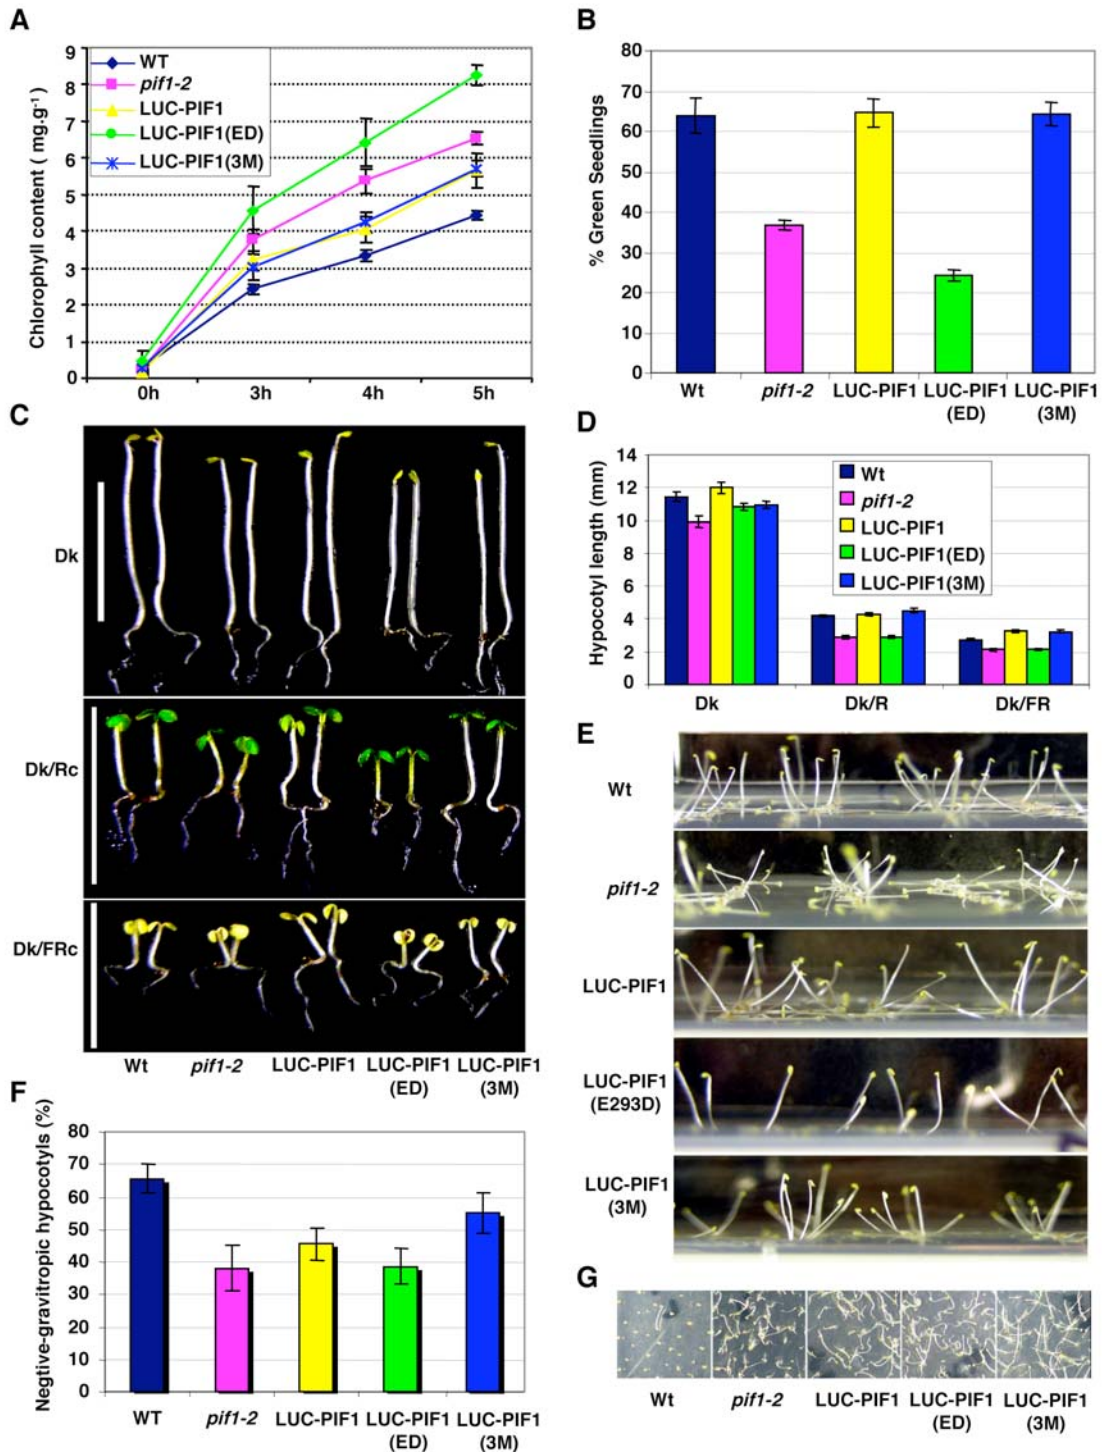 A
Chlorophyll content ( mg.g-1)
9
8
7
6
5
4
3
2
1
0
0h 3h 4h 5h
WT
pif1-2
LUC-PIF1
LUC-PIF1(ED)
LUC-PIF1(3M)
B
% Green Seedlings
80
70
60
50
40
30
20
10
0
Wt pif1-2 LUC-PIF1 LUC-PIF1 LUC-PIF1
(ED) (3M)
C
Dk
Dk/Rc
Dk/FRc
Wt pif1-2 LUC-PIF1 LUC-PIF1 LUC-PIF1
(ED) (3M)
D
Hypocotyl length (mm)
14
12
10
8
6
4
2
0
Wt
pif1-2
LUC-PIF1
LUC-PIF1(ED)
LUC-PIF1(3M)
Dk Dk/R Dk/FR
E
Wt
pif1-2
LUC-PIF1
LUC-PIF1
(E293D)
LUC-PIF1
(3M)
F
Negtive-gravitropic hypocotyls (%)
80
70
60
50
40
30
20
10
0
WT pif1-2 LUC-PIF1 LUC-PIF1 LUC-PIF1
(ED) (3M)
G
Wt pif1-2 LUC-PIF1 LUC-PIF1 LUC-PIF1
(ED) (3M)